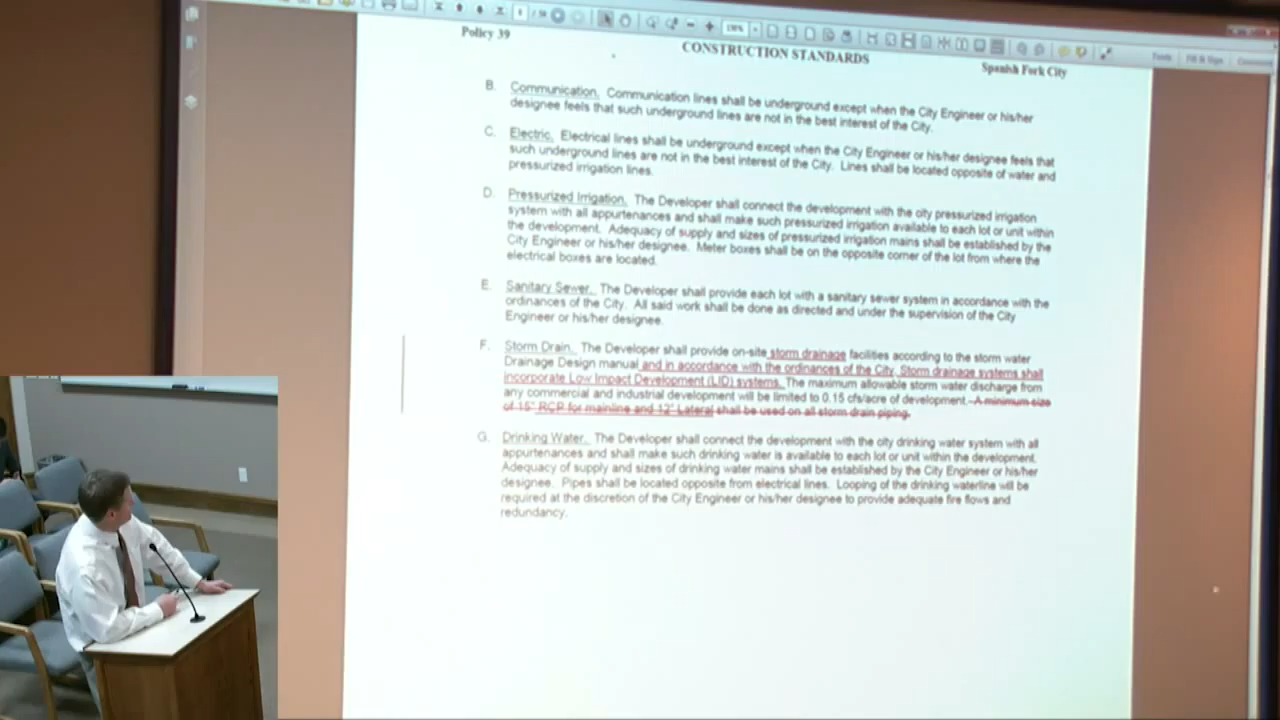 Policy 39
CONSTRUCTION STANDARDS
Spanish Fork City
B. Communication. Communication lines shall be underground except when the City Engineer or his/her
designee feels that such underground lines are not in the best interest of the City.
C. Electric. Electrical lines shall be underground except when the City Engineer or his/her designee feels that
such underground lines are not in the best interest of the City. Lines shall be located opposite of water and
pressurized irrigation lines.
D. Pressurized Irrigation. The Developer shall connect the development with the city pressurized irrigation
system with all appurtenances and shall make such pressurized irrigation available to each lot or unit within
the development. Adequacy of supply and sizes of pressurized irrigation mains shall be established by the
City Engineer or his/her designee. Meter boxes shall be on the opposite corner of the lot from where the
electrical boxes are located.
E. Sanitary Sewer. The Developer shall provide each lot with a sanitary sewer system in accordance with the
ordinances of the City. All said work shall be done as directed and under the supervision of the City
Engineer or his/her designee.
F. Storm Drain. The Developer shall provide on-site storm drainage facilities according to the storm water
Drainage Design manual and in accordance with the ordinances of the City. Storm drainage systems shall
incorporate Low Impact Development (LID) systems. The maximum allowable storm water discharge from
any commercial and industrial development will be limited to 0.15 cfs/acre of development. A minimum size
of 15" RCP for mainline and 12" Lateral shall be used on all storm drain piping.
G. Drinking Water. The Developer shall connect the development with the city drinking water system with all
appurtenances and shall make such drinking water is available to each lot or unit within the development.
Adequacy of supply and sizes of drinking water mains shall be established by the City Engineer or his/her
designee. Pipes shall be located opposite from electrical lines. Looping of the drinking waterline will be
required at the discretion of the City Engineer or his/her designee to provide adequate fire flows and
redundancy.